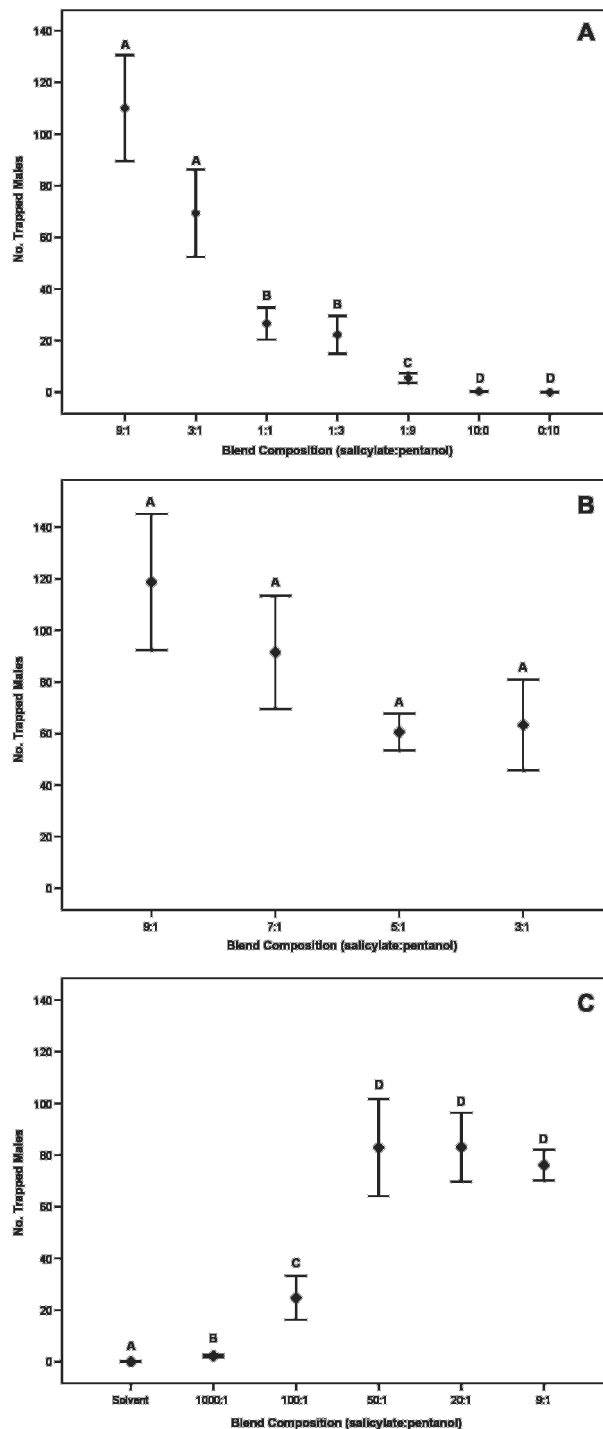 A
140
120
100
80
60
40
20
0
No. Trapped Males
A
A
B
B
C
D
D
9:1 3:1 1:1 1:3 1:9 10:0 0:10
Blend Composition (salicylate:pentanol)
B
140
120
100
80
60
40
20
0
No. Trapped Males
A
A
A
A
9:1 7:1 5:1 3:1
Blend Composition (salicylate:pentanol)
C
140
120
100
80
60
40
20
0
No. Trapped Males
A
B
C
D
D
D
Solvent 1000:1 100:1 50:1 20:1 9:1
Blend Composition (salicylate:pentanol)